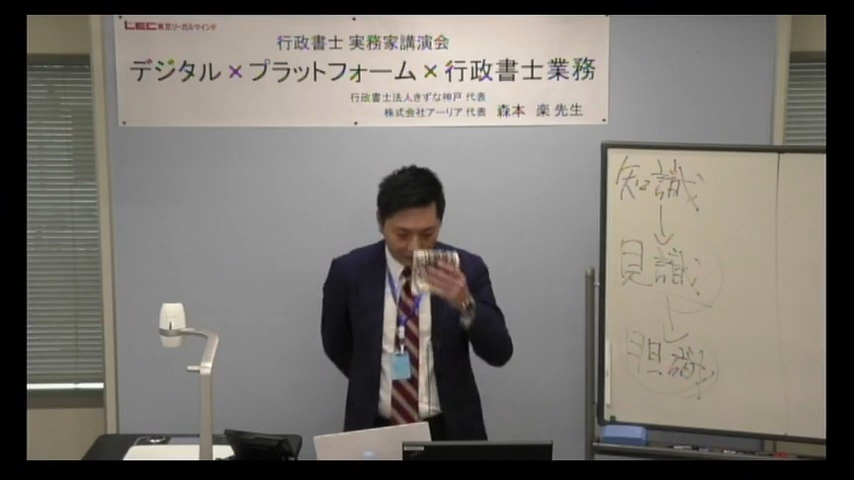 LEC東京リーガルマインド
行政書士 実務家講演会
デジタル×プラットフォーム×行政書士業務
行政書士法人きずな神戸 代表
株式会社アーリア 代表 森本 楽 先生
知識
↓
見識
↓
胆識